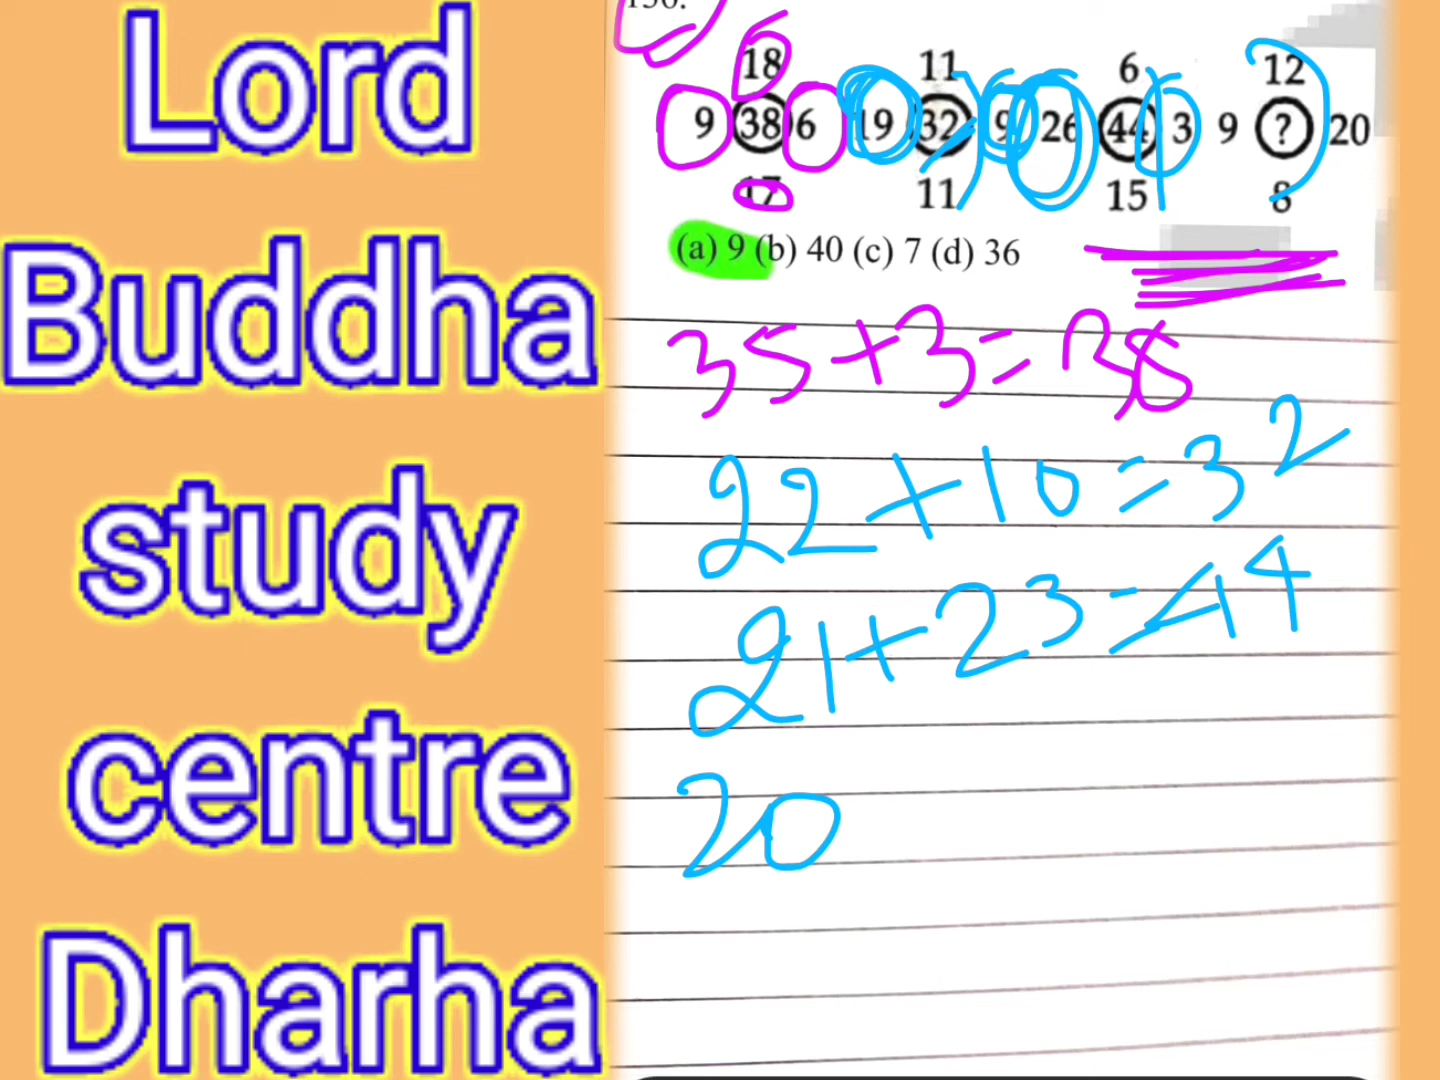 Lord
Buddha
study
centre
Dharha
18 11 6 12
9 38 6 19 32 9 26 44 3 9 ? 20
17 11 15 8
(a) 9 (b) 40 (c) 7 (d) 36
35+3=38
22+10=32
21+23=44
20